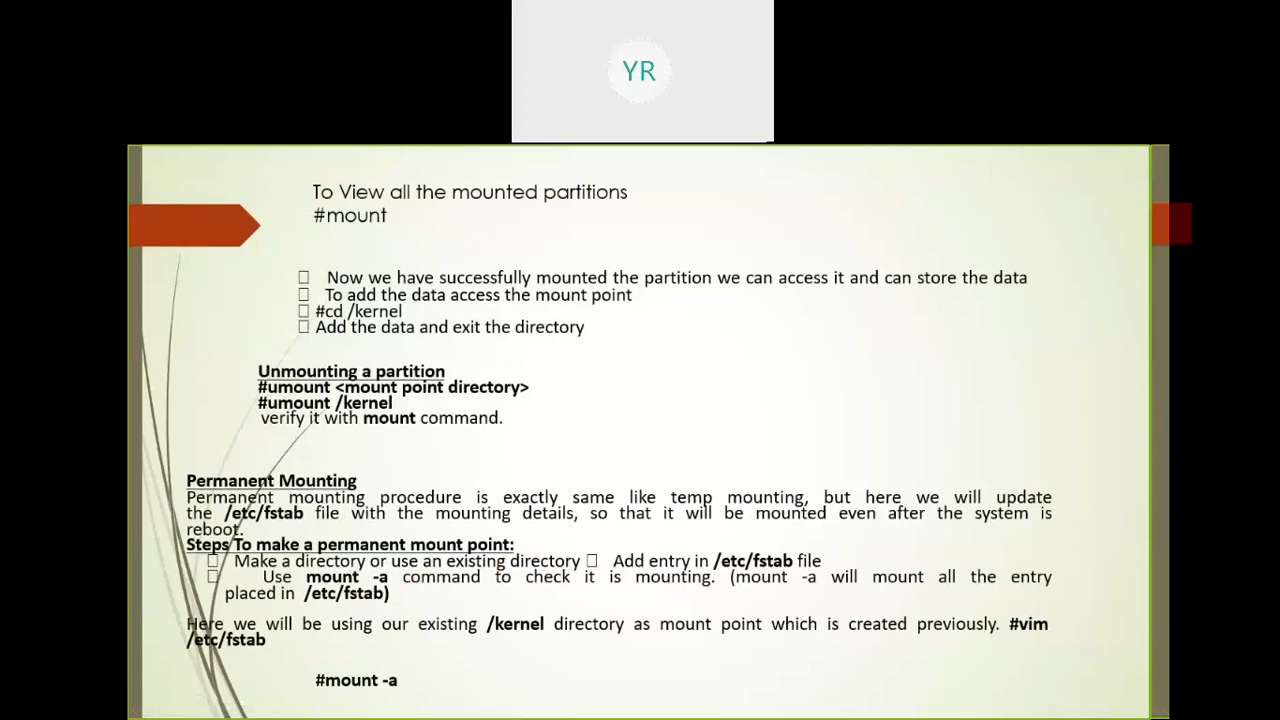 YR
To View all the mounted partitions
#mount
Now we have successfully mounted the partition we can access it and can store the data
To add the data access the mount point
#cd /kernel
Add the data and exit the directory
Unmounting a partition
#umount <mount point directory>
#umount /kernel
verify it with mount command.
Permanent Mounting
Permanent mounting procedure is exactly same like temp mounting, but here we will update
the /etc/fstab file with the mounting details, so that it will be mounted even after the system is
reboot.
Steps To make a permanent mount point:
Make a directory or use an existing directory Add entry in /etc/fstab file
Use mount -a command to check it is mounting. (mount -a will mount all the entry
placed in /etc/fstab)
Here we will be using our existing /kernel directory as mount point which is created previously. #vim
/etc/fstab
#mount -a